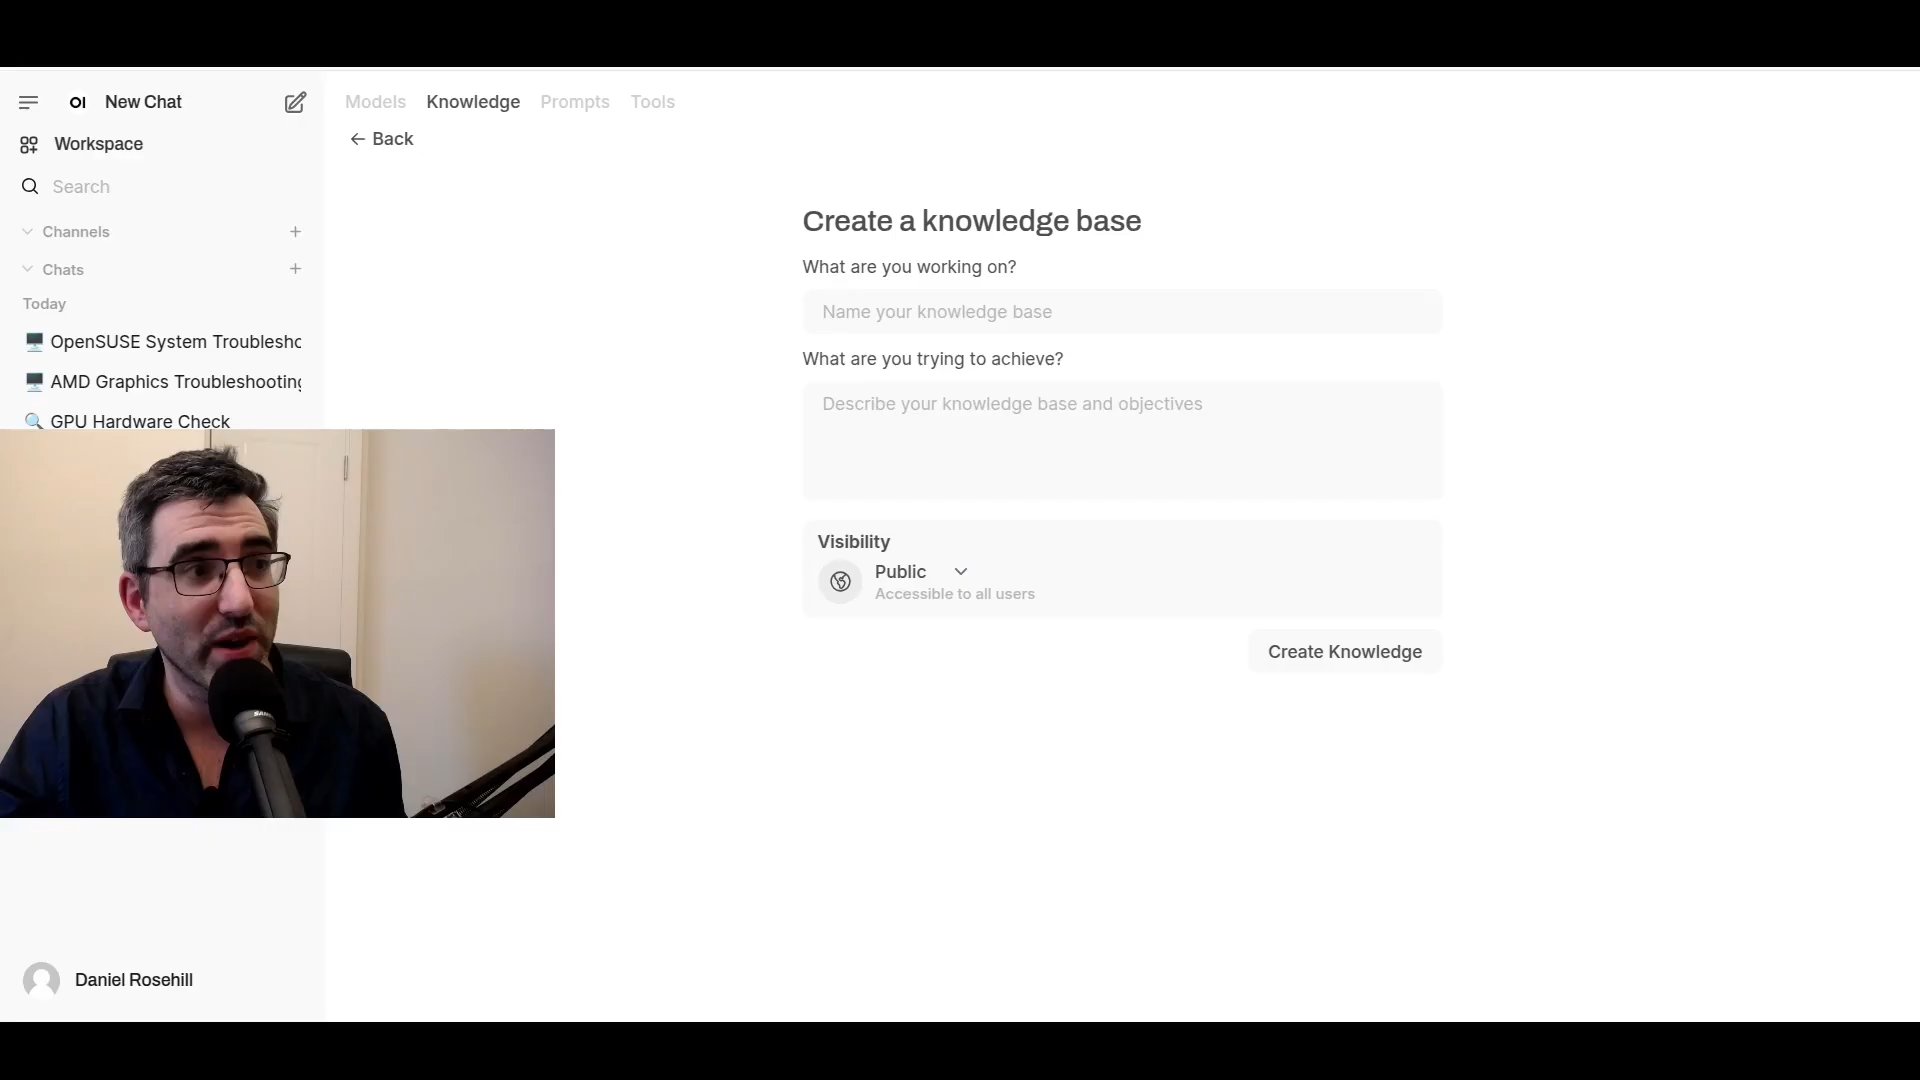 OI New Chat
Models Knowledge Prompts Tools
Back
Workspace
Search
Channels
Chats
Today
OpenSUSE System Troublesho
AMD Graphics Troubleshooting
GPU Hardware Check
Create a knowledge base
What are you working on?
Name your knowledge base
What are you trying to achieve?
Describe your knowledge base and objectives
Visibility
Public
Accessible to all users
Create Knowledge
Daniel Rosehill